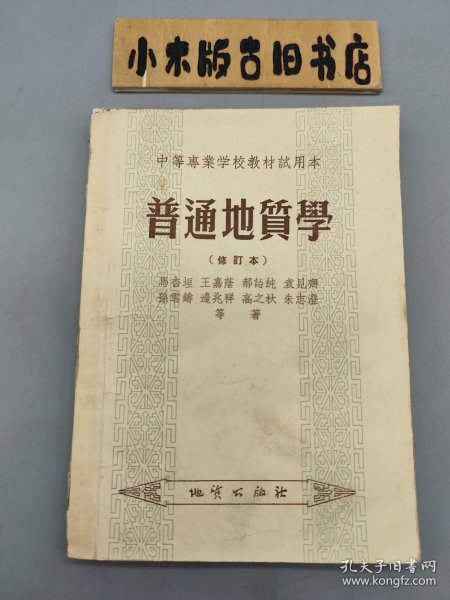 小木版古旧书店
中等專業学校教材試用本
普通地質學
(修訂本)
馬杏垣 王嘉蔭 郝詒純 袁見齊
孫雲鑄 邊兆祥 高之杕 朱志澄
等 著
地質出版社
孔夫子旧书网
www.kongfz.com